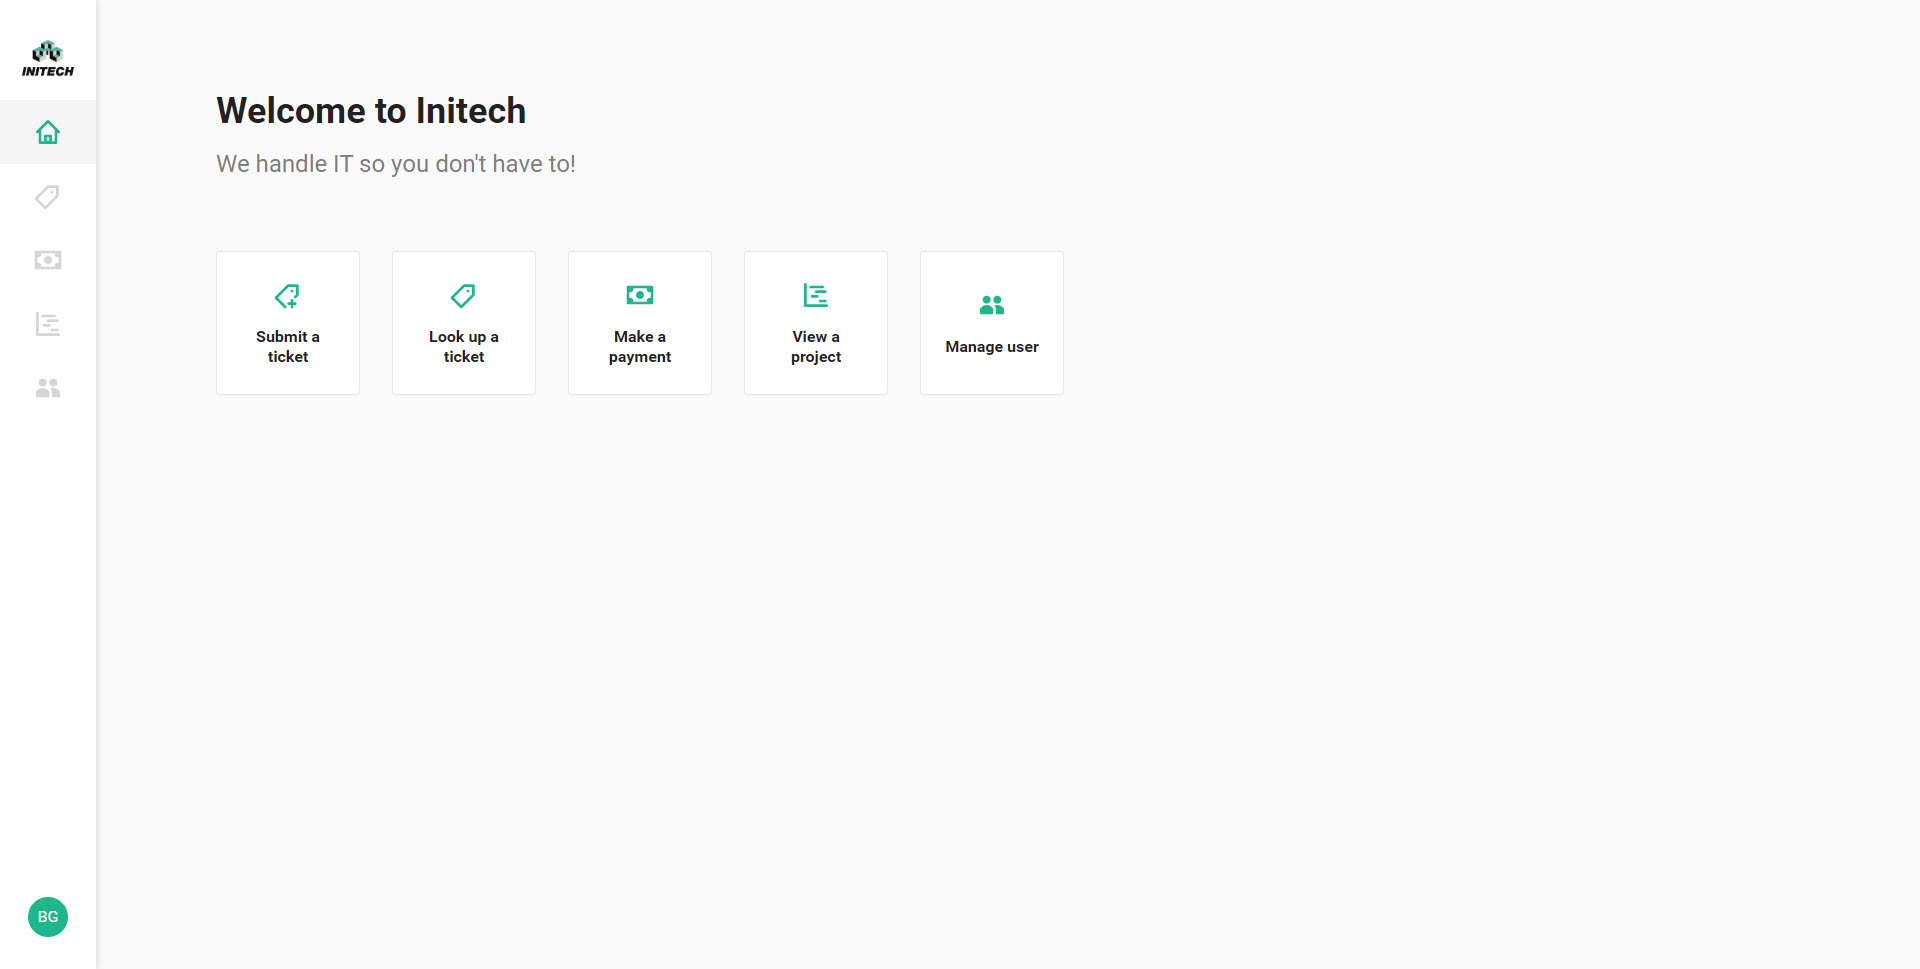 INITECH
Welcome to Initech
We handle IT so you don't have to!
Submit a
ticket
Look up a
ticket
Make a
payment
View a
project
Manage user
BG